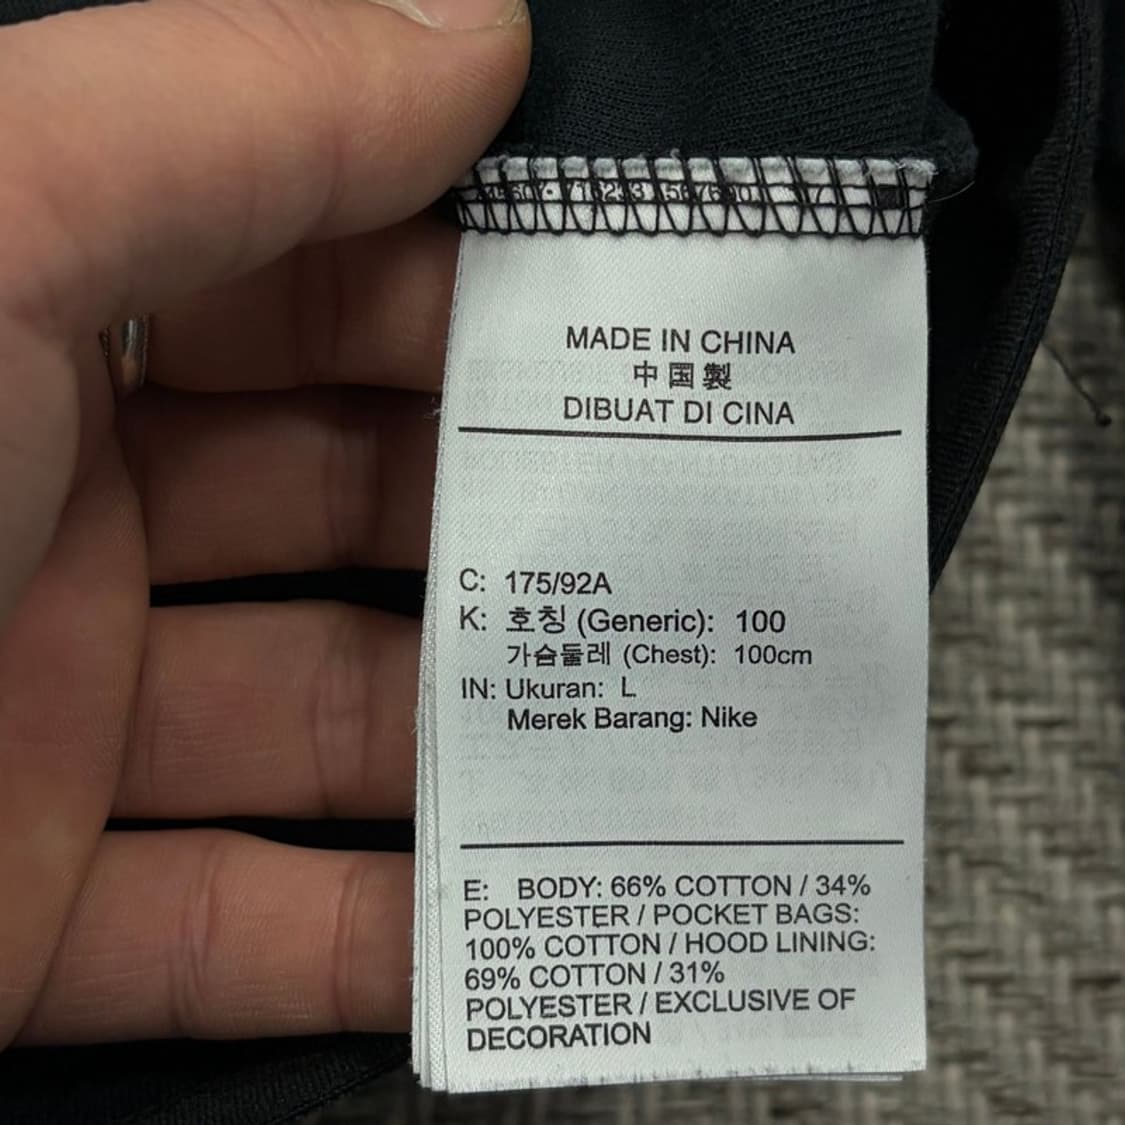 MADE IN CHINA
中国製
DIBUAT DI CINA
C: 175/92A
K: 호칭 (Generic): 100
가슴둘레 (Chest): 100cm
IN: Ukuran: L
Merek Barang: Nike
E: BODY: 66% COTTON / 34%
POLYESTER / POCKET BAGS:
100% COTTON / HOOD LINING:
69% COTTON / 31%
POLYESTER / EXCLUSIVE OF
DECORATION